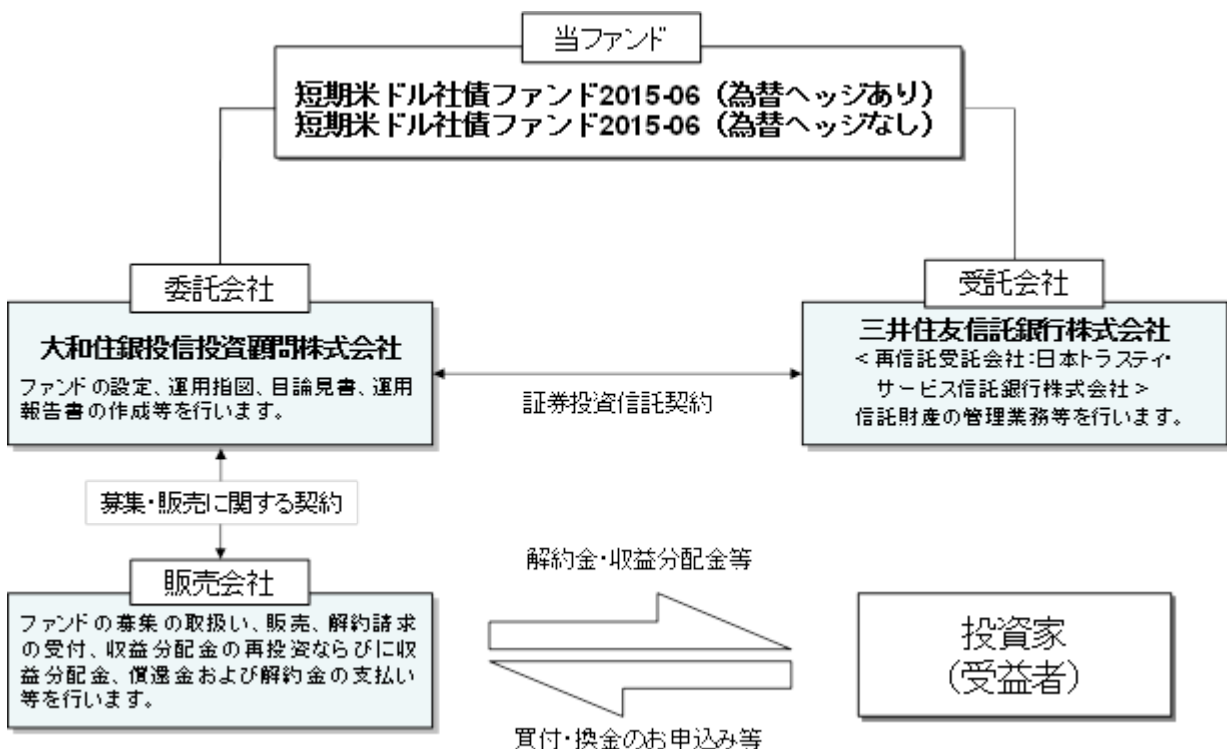 当ファンド
短期米ドル社債ファンド2015-06（為替ヘッジあり）
短期米ドル社債ファンド2015-06（為替ヘッジなし）
委託会社
大和住銀投信投資顧問株式会社
ファンドの設定、運用指図、目論見書、運用
報告書の作成等を行います。
証券投資信託契約
受託会社
三井住友信託銀行株式会社
＜再信託受託会社：日本トラスティ・
サービス信託銀行株式会社＞
信託財産の管理業務等を行います。
募集・販売に関する契約
販売会社
ファンドの募集の取扱い、販売、解約請求
の受付、収益分配金の再投資ならびに収
益分配金、償還金および解約金の支払い
等を行います。
解約金・収益分配金等
買付・換金のお申込み等
投資家
（受益者）